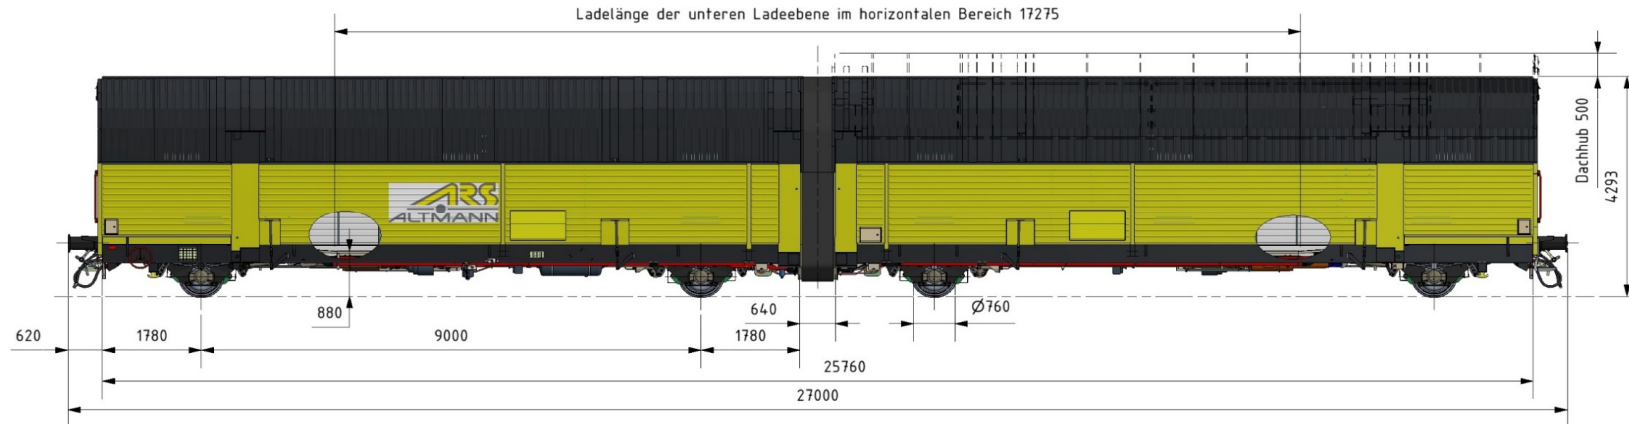 Ladelänge der unteren Ladeebene im horizontalen Bereich 17275
Dachhub 500
4293
ARS
ALTMANN
880
640
Ø760
620
1780
9000
1780
25760
27000